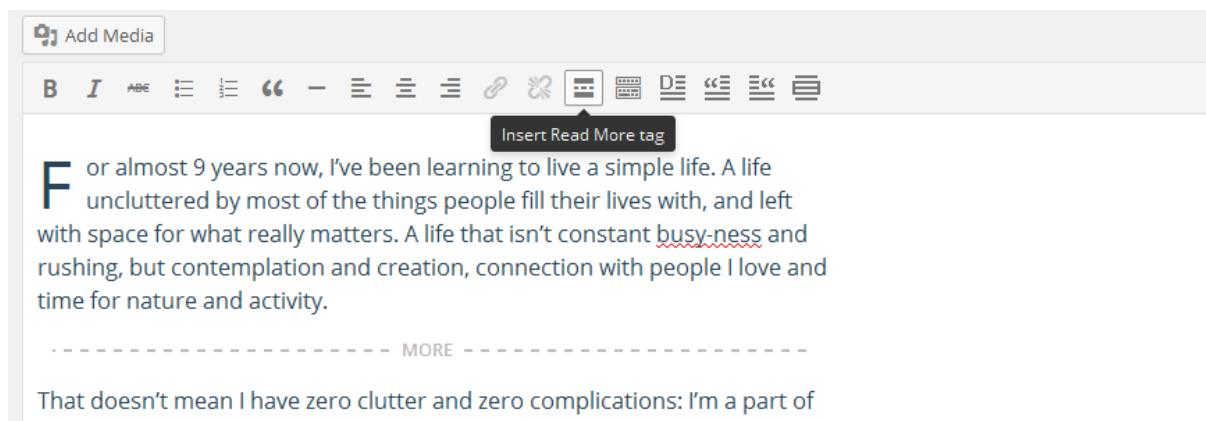 Add Media
B I ABE
Insert Read More tag
For almost 9 years now, I’ve been learning to live a simple life. A life
uncluttered by most of the things people fill their lives with, and left
with space for what really matters. A life that isn’t constant busy-ness and
rushing, but contemplation and creation, connection with people I love and
time for nature and activity.
MORE
That doesn’t mean I have zero clutter and zero complications: I’m a part of